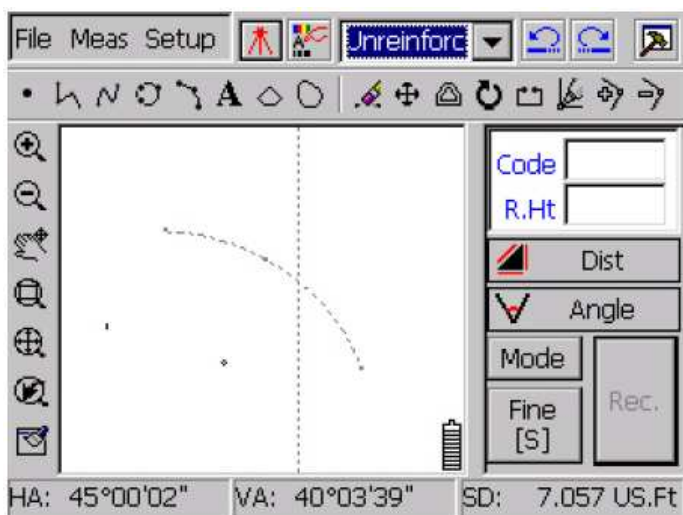 File Meas Setup Unreinforc
A
Code
R.Ht
Dist
Angle
Mode
Fine
[S]
Rec.
HA: 45°00'02" VA: 40°03'39" SD: 7.057 US.Ft